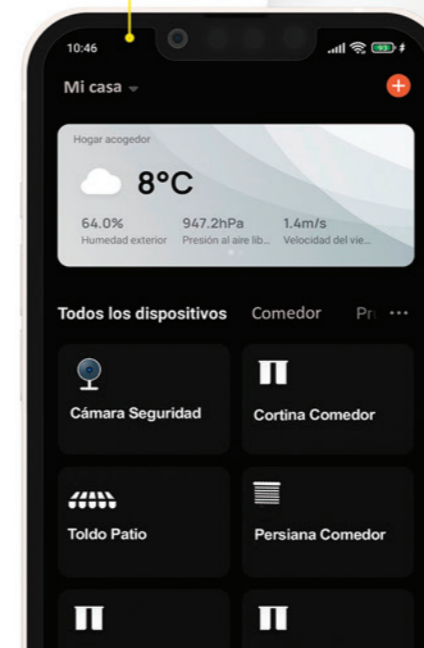 10:46
93
Mi casa
Hogar acogedor
8°C
64.0% 947.2hPa 1.4m/s
Humedad exterior Presión al aire lib... Velocidad del vie...
Todos los dispositivos Comedor Pr ...
Cámara Seguridad Cortina Comedor
Toldo Patio Persiana Comedor